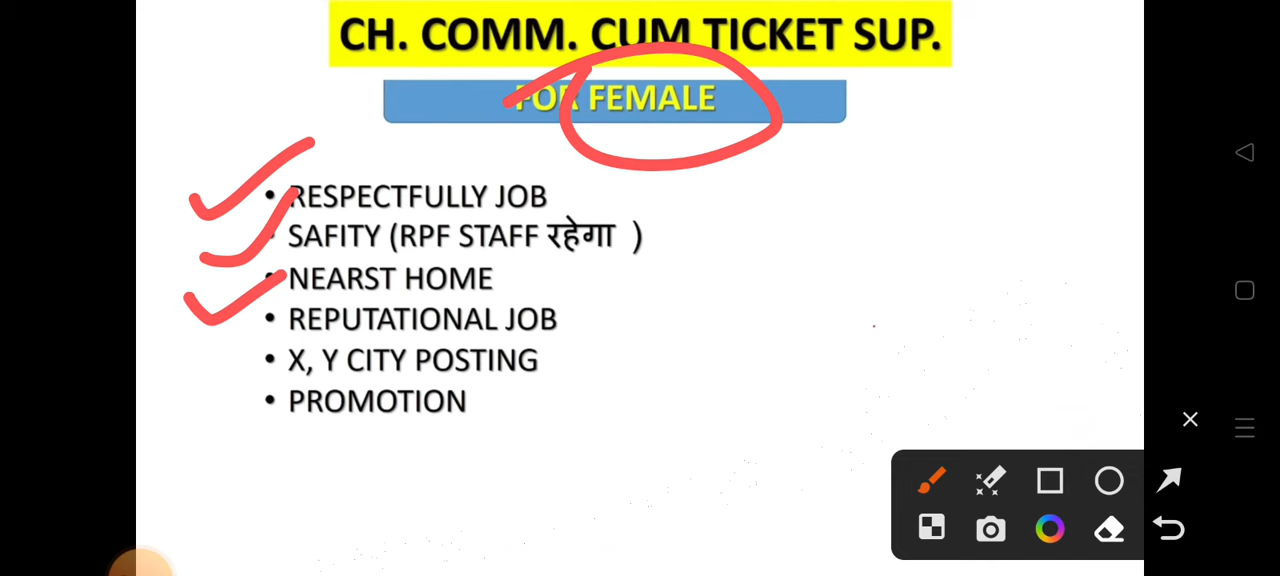 CH. COMM. CUM TICKET SUP.
FOR FEMALE
• RESPECTFULLY JOB
• SAFITY (RPF STAFF रहेगा )
• NEARST HOME
• REPUTATIONAL JOB
• X, Y CITY POSTING
• PROMOTION